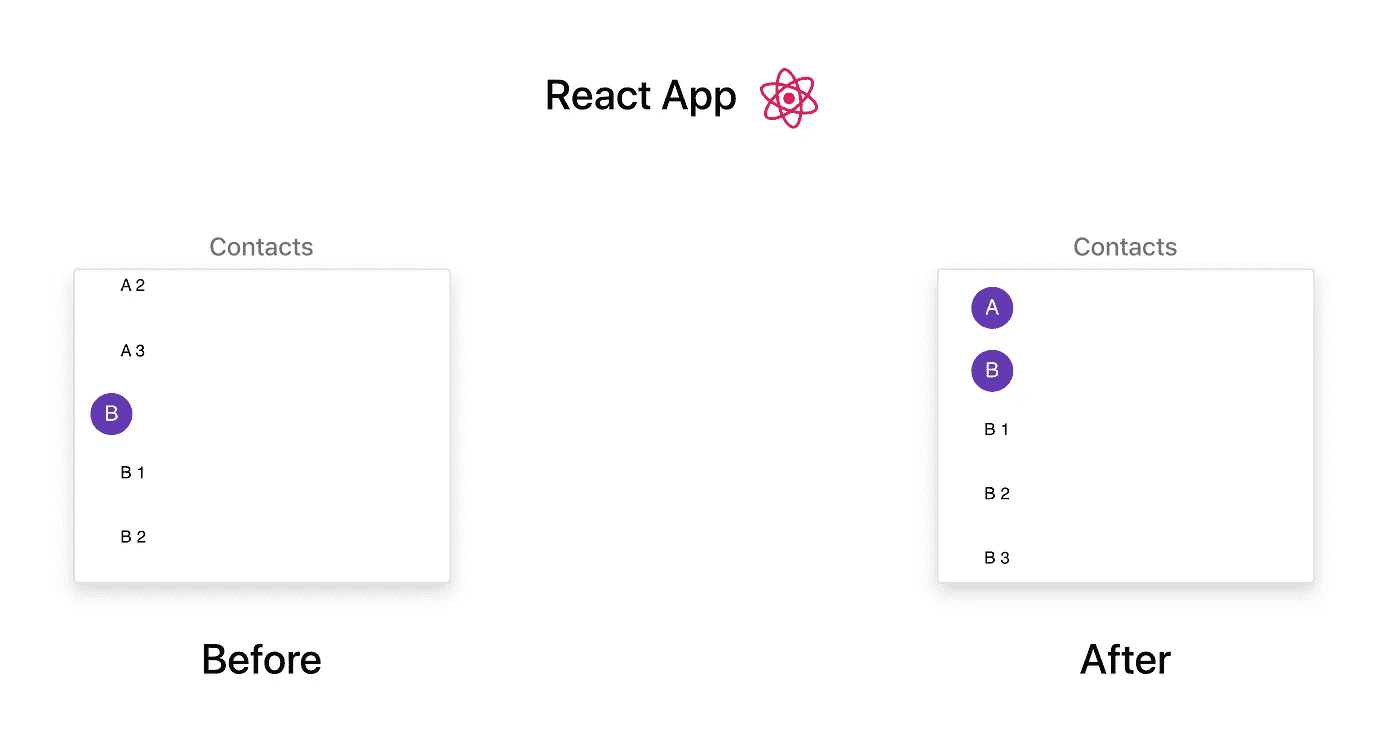 React App
Contacts
A 2
A 3
B
B 1
B 2
Before
Contacts
A
B
B 1
B 2
B 3
After